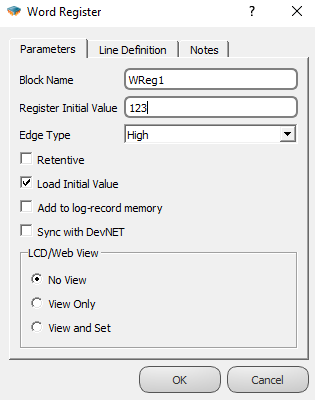 Word Register
Parameters Line Definition Notes
Block Name WReg1
Register Initial Value 123
Edge Type High
Retentive
Load Initial Value
Add to log-record memory
Sync with DevNET
LCD/Web View
No View
View Only
View and Set
OK Cancel